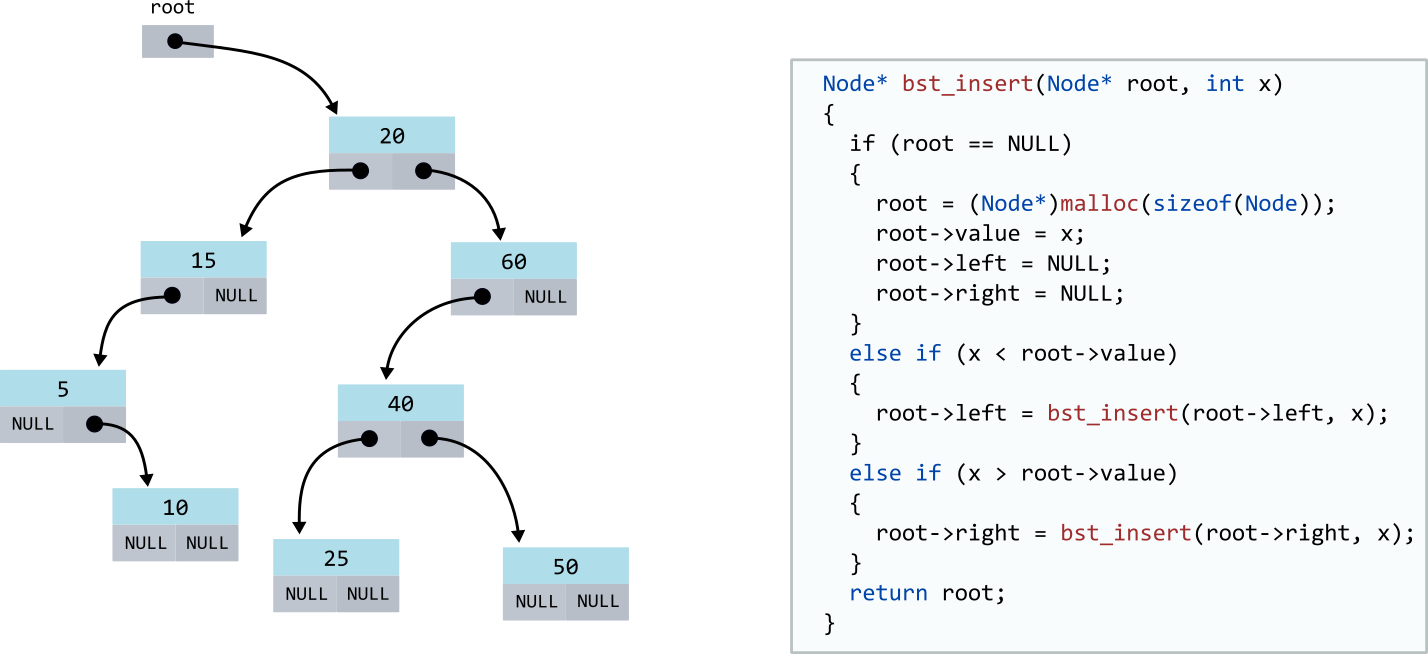 root
20
15
NULL
60
NULL
5
NULL
40
10
NULL NULL
25
NULL NULL
50
NULL NULL
Node* bst_insert(Node* root, int x)
{
  if (root == NULL)
  {
    root = (Node*)malloc(sizeof(Node));
    root->value = x;
    root->left = NULL;
    root->right = NULL;
  }
  else if (x < root->value)
  {
    root->left = bst_insert(root->left, x);
  }
  else if (x > root->value)
  {
    root->right = bst_insert(root->right, x);
  }
  return root;
}